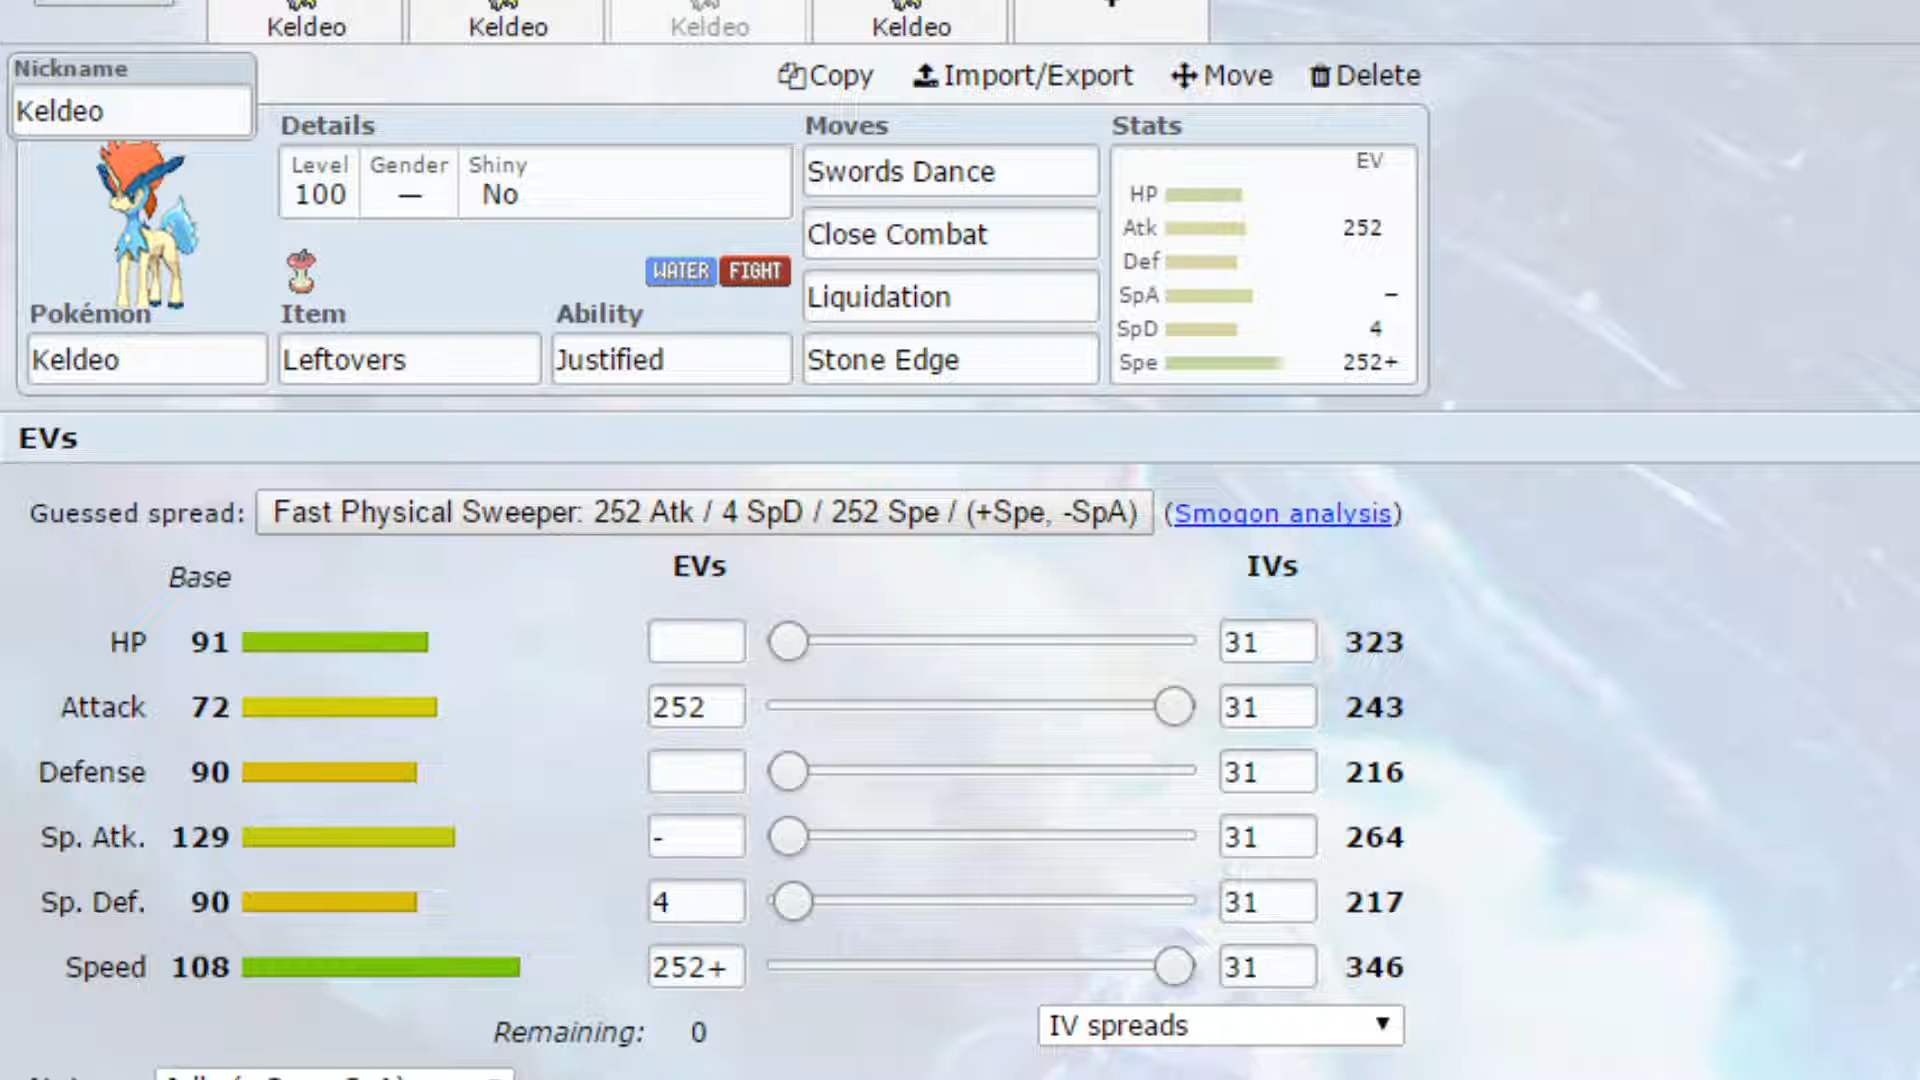 Keldeo Keldeo Keldeo Keldeo
Nickname
Keldeo
Copy Import/Export Move Delete
Details Moves Stats
Level Gender Shiny
100 — No
Swords Dance
Close Combat
Liquidation
Stone Edge
EV
HP
Atk 252
Def
SpA –
SpD 4
Spe 252+
WATER FIGHT
Pokémon Item Ability
Keldeo Leftovers Justified
EVs
Guessed spread: Fast Physical Sweeper: 252 Atk / 4 SpD / 252 Spe / (+Spe, -SpA) (Smogon analysis)
Base EVs IVs
HP 91 31 323
Attack 72 252 31 243
Defense 90 31 216
Sp. Atk. 129 - 31 264
Sp. Def. 90 4 31 217
Speed 108 252+ 31 346
Remaining: 0
IV spreads